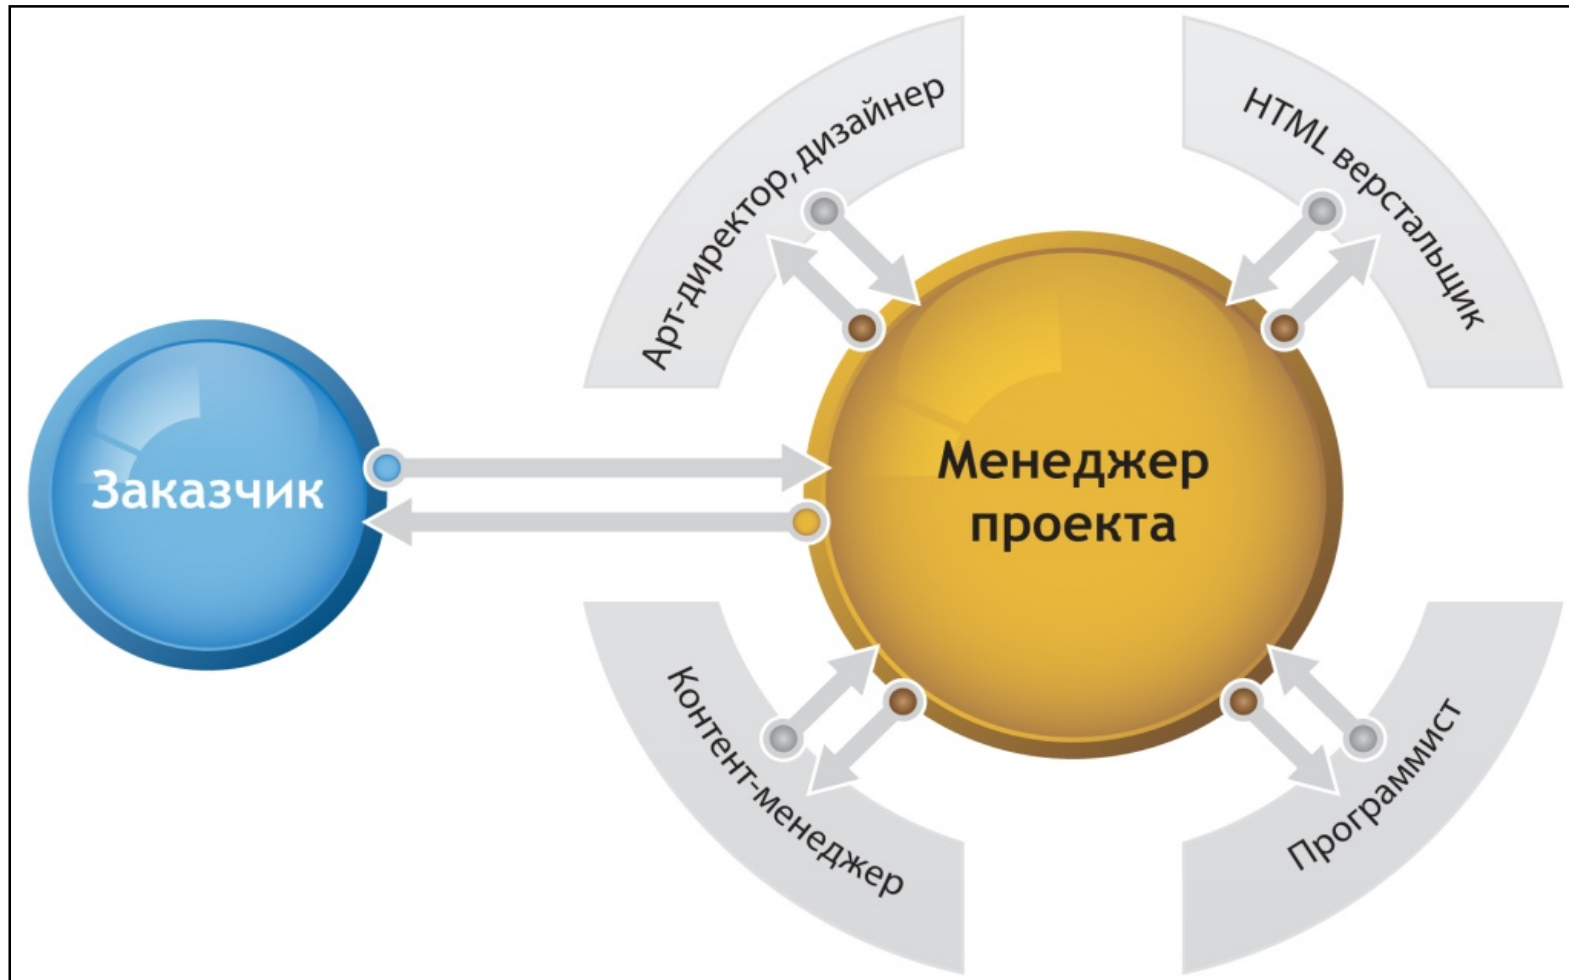 Арт-директор, дизайнер
HTML верстальщик
Заказчик
Менеджер
проекта
Контент-менеджер
Программист